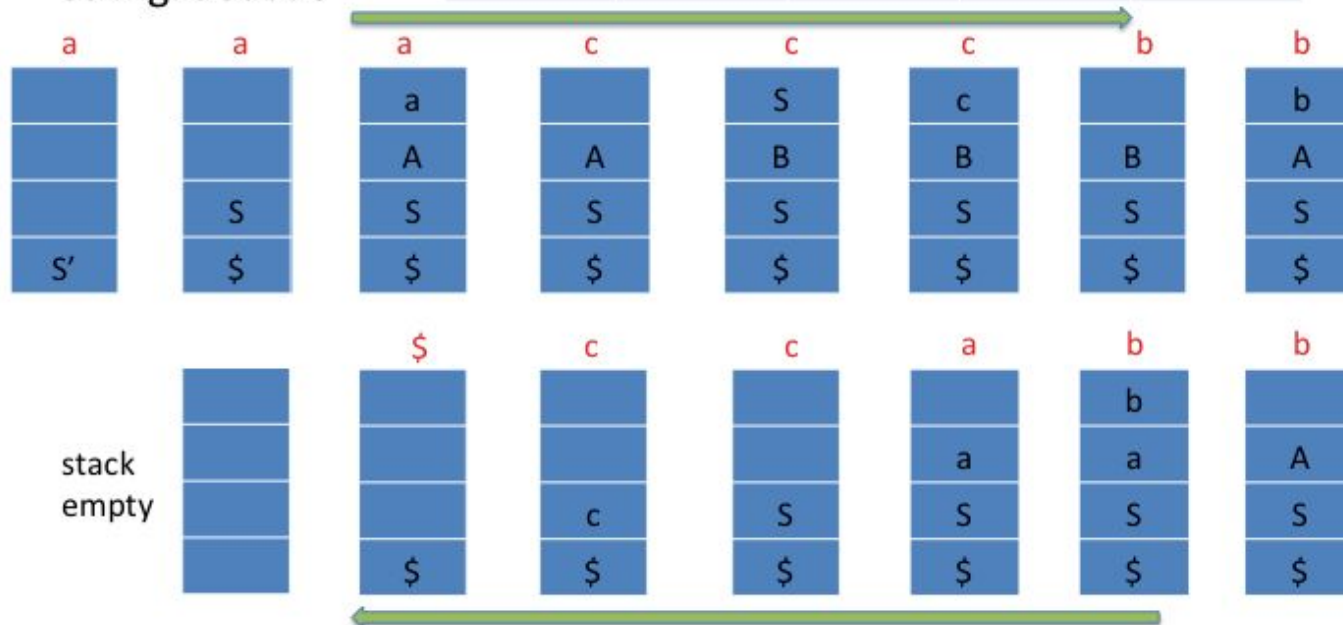 a a a c c c b b
a S c b
A A B B B A
S S S S S S S
S' $ $ $ $ $ $ $
$ c c a b b
b
stack a a A
empty c S S S S
$ $ $ $ $ $